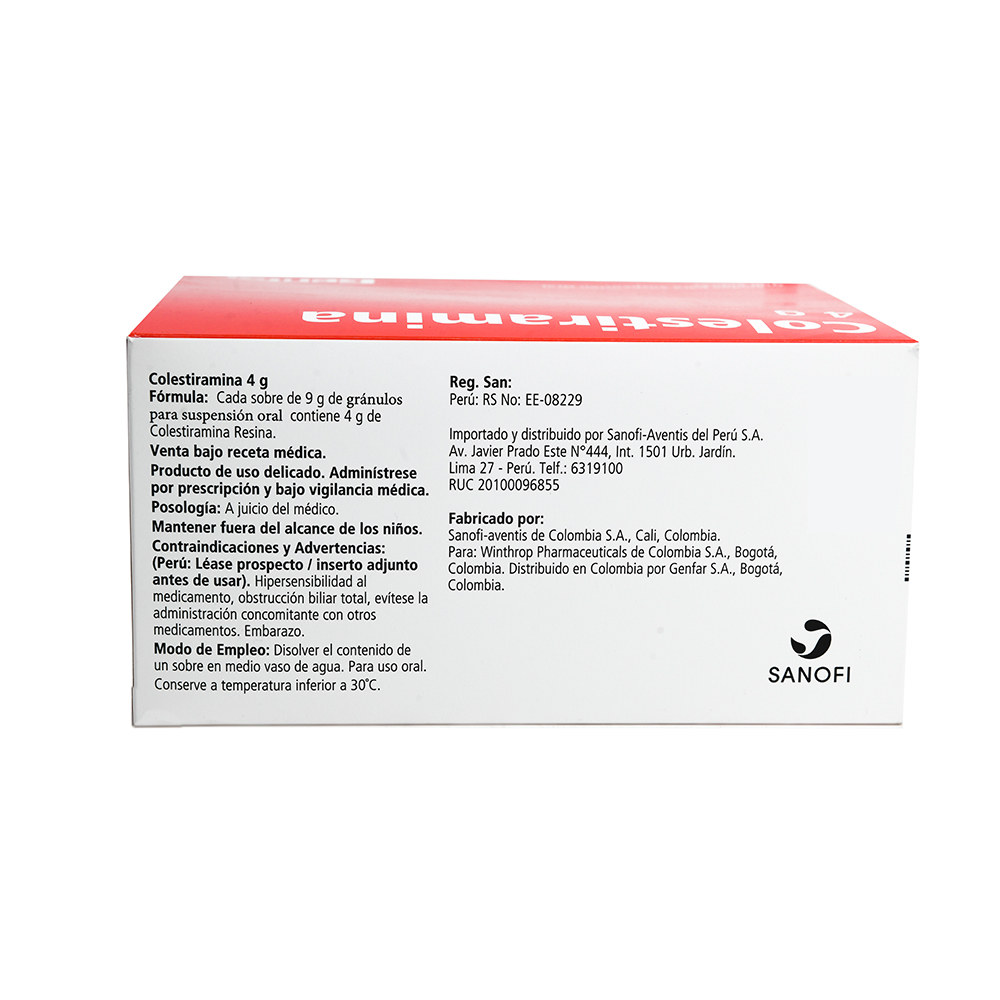 Colestiramina
4 g
Colestiramina 4 g
Fórmula: Cada sobre de 9 g de gránulos
para suspensión oral contiene 4 g de
Colestiramina Resina.
Venta bajo receta médica.
Producto de uso delicado. Adminístrese
por prescripción y bajo vigilancia médica.
Posología: A juicio del médico.
Mantener fuera del alcance de los niños.
Contraindicaciones y Advertencias:
(Perú: Léase prospecto / inserto adjunto
antes de usar). Hipersensibilidad al
medicamento, obstrucción biliar total, evítese la
administración concomitante con otros
medicamentos. Embarazo.
Modo de Empleo: Disolver el contenido de
un sobre en medio vaso de agua. Para uso oral.
Conserve a temperatura inferior a 30°C.
Reg. San:
Perú: RS No: EE-08229
Importado y distribuido por Sanofi-Aventis del Perú S.A.
Av. Javier Prado Este N°444, Int. 1501 Urb. Jardín.
Lima 27 - Perú. Telf.: 6319100
RUC 20100096855
Fabricado por:
Sanofi-aventis de Colombia S.A., Cali, Colombia.
Para: Winthrop Pharmaceuticals de Colombia S.A., Bogotá,
Colombia. Distribuido en Colombia por Genfar S.A., Bogotá,
Colombia.
SANOFI